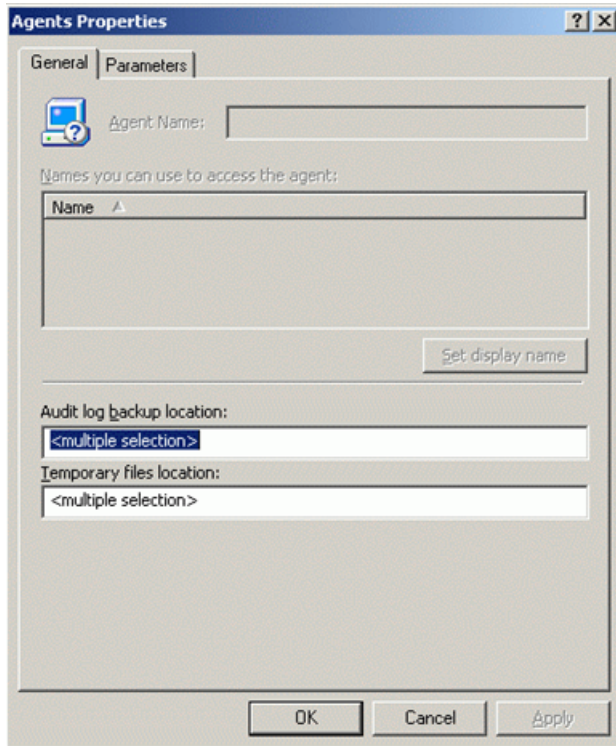 Agents Properties
General
Parameters
Agent Name:
Names you can use to access the agent:
Name
Set display name
Audit log backup location:
<multiple selection>
Temporary files location:
<multiple selection>
OK
Cancel
Apply